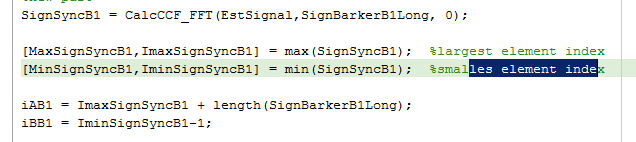 SignSyncB1 = CalcCCF_FFT(EstSignal,SignBarkerB1Long, 0);
[MaxSignSyncB1,ImaxSignSyncB1] = max(SignSyncB1);  %largest element index
[MinSignSyncB1,IminSignSyncB1] = min(SignSyncB1);  %smalles element index
iAB1 = ImaxSignSyncB1 + length(SignBarkerB1Long);
iBB1 = IminSignSyncB1-1;